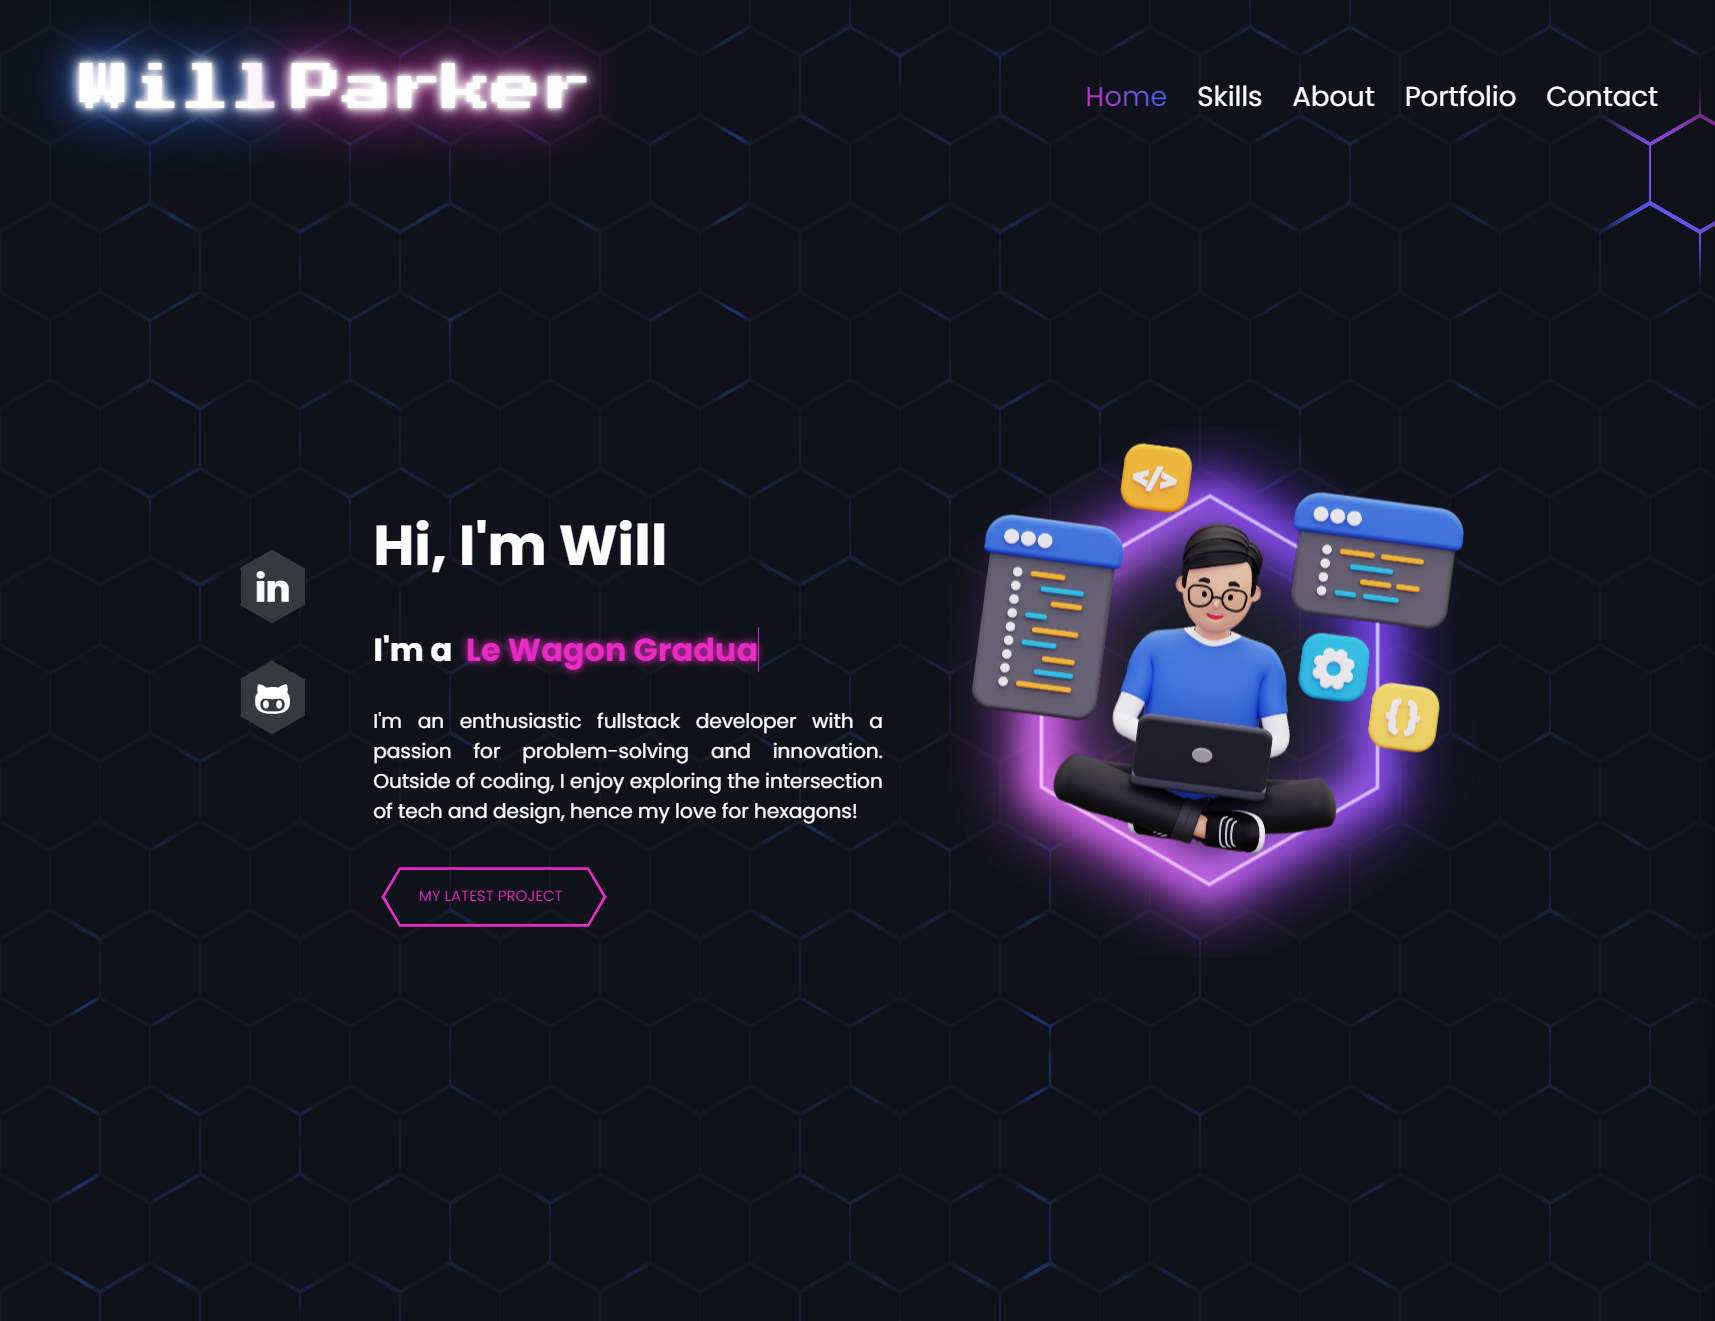 Will Parker
Home Skills About Portfolio Contact
</>
Hi, I'm Will
in
I'm a Le Wagon Gradua
{}
I'm an enthusiastic fullstack developer with a
passion for problem-solving and innovation.
Outside of coding, I enjoy exploring the intersection
of tech and design, hence my love for hexagons!
MY LATEST PROJECT